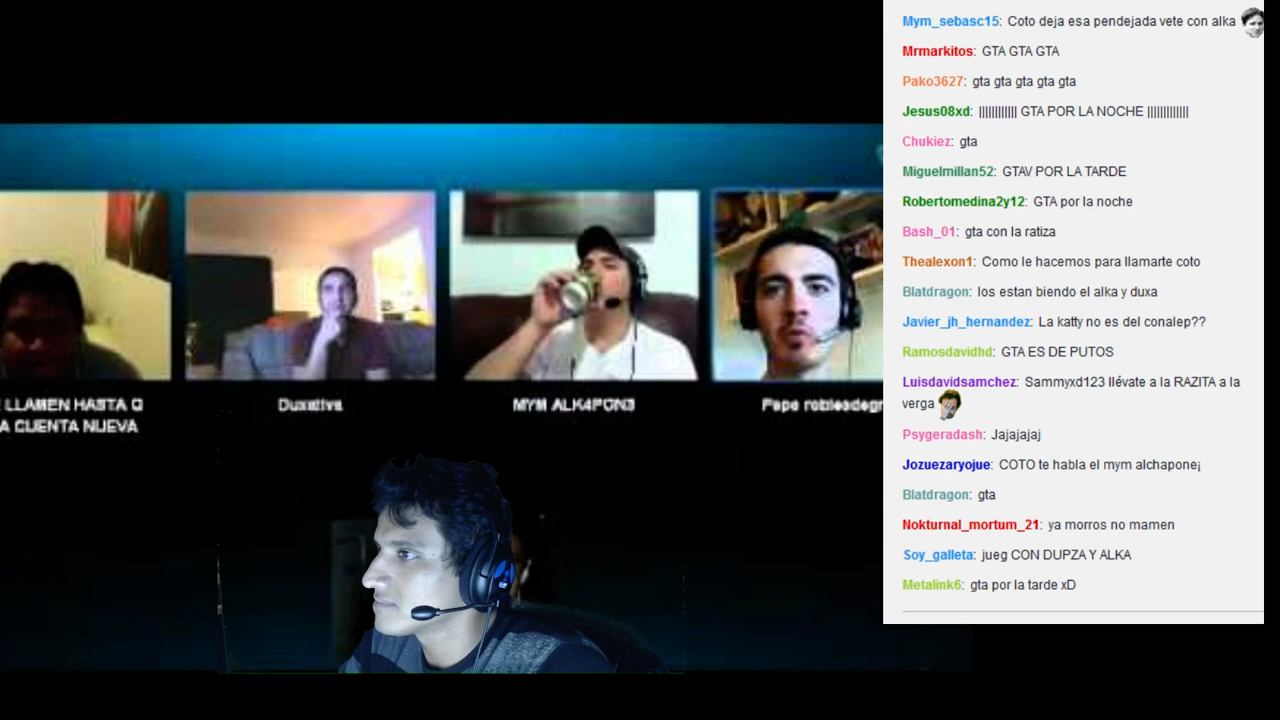 LLAMEN HASTA Q
A CUENTA NUEVA
Duxativa
MYM ALK4PON3
Pepe roblesdegr
Mym_sebasc15: Coto deja esa pendejada vete con alka
Mrmarkitos: GTA GTA GTA
Pako3627: gta gta gta gta gta
Jesus08xd: |||||||||||| GTA POR LA NOCHE |||||||||||||
Chukiez: gta
Miguelmillan52: GTAV POR LA TARDE
Robertomedina2y12: GTA por la noche
Bash_01: gta con la ratiza
Thealexon1: Como le hacemos para llamarte coto
Blatdragon: los estan biendo el alka y duxa
Javier_jh_hernandez: La katty no es del conalep??
Ramosdavidhd: GTA ES DE PUTOS
Luisdavidsamchez: Sammyxd123 llévate a la RAZITA a la
verga
Psygeradash: Jajajajaj
Jozuezaryojue: COTO te habla el mym alchapone¡
Blatdragon: gta
Nokturnal_mortum_21: ya morros no mamen
Soy_galleta: jueg CON DUPZA Y ALKA
Metalink6: gta por la tarde xD